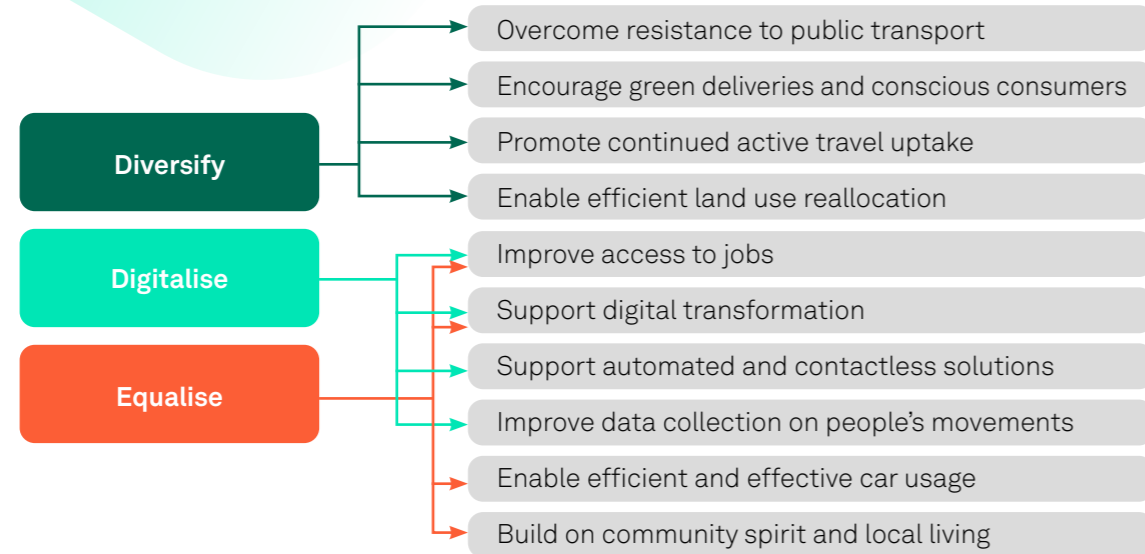 Diversify
Digitalise
Equalise
Overcome resistance to public transport
Encourage green deliveries and conscious consumers
Promote continued active travel uptake
Enable efficient land use reallocation
Improve access to jobs
Support digital transformation
Support automated and contactless solutions
Improve data collection on people’s movements
Enable efficient and effective car usage
Build on community spirit and local living